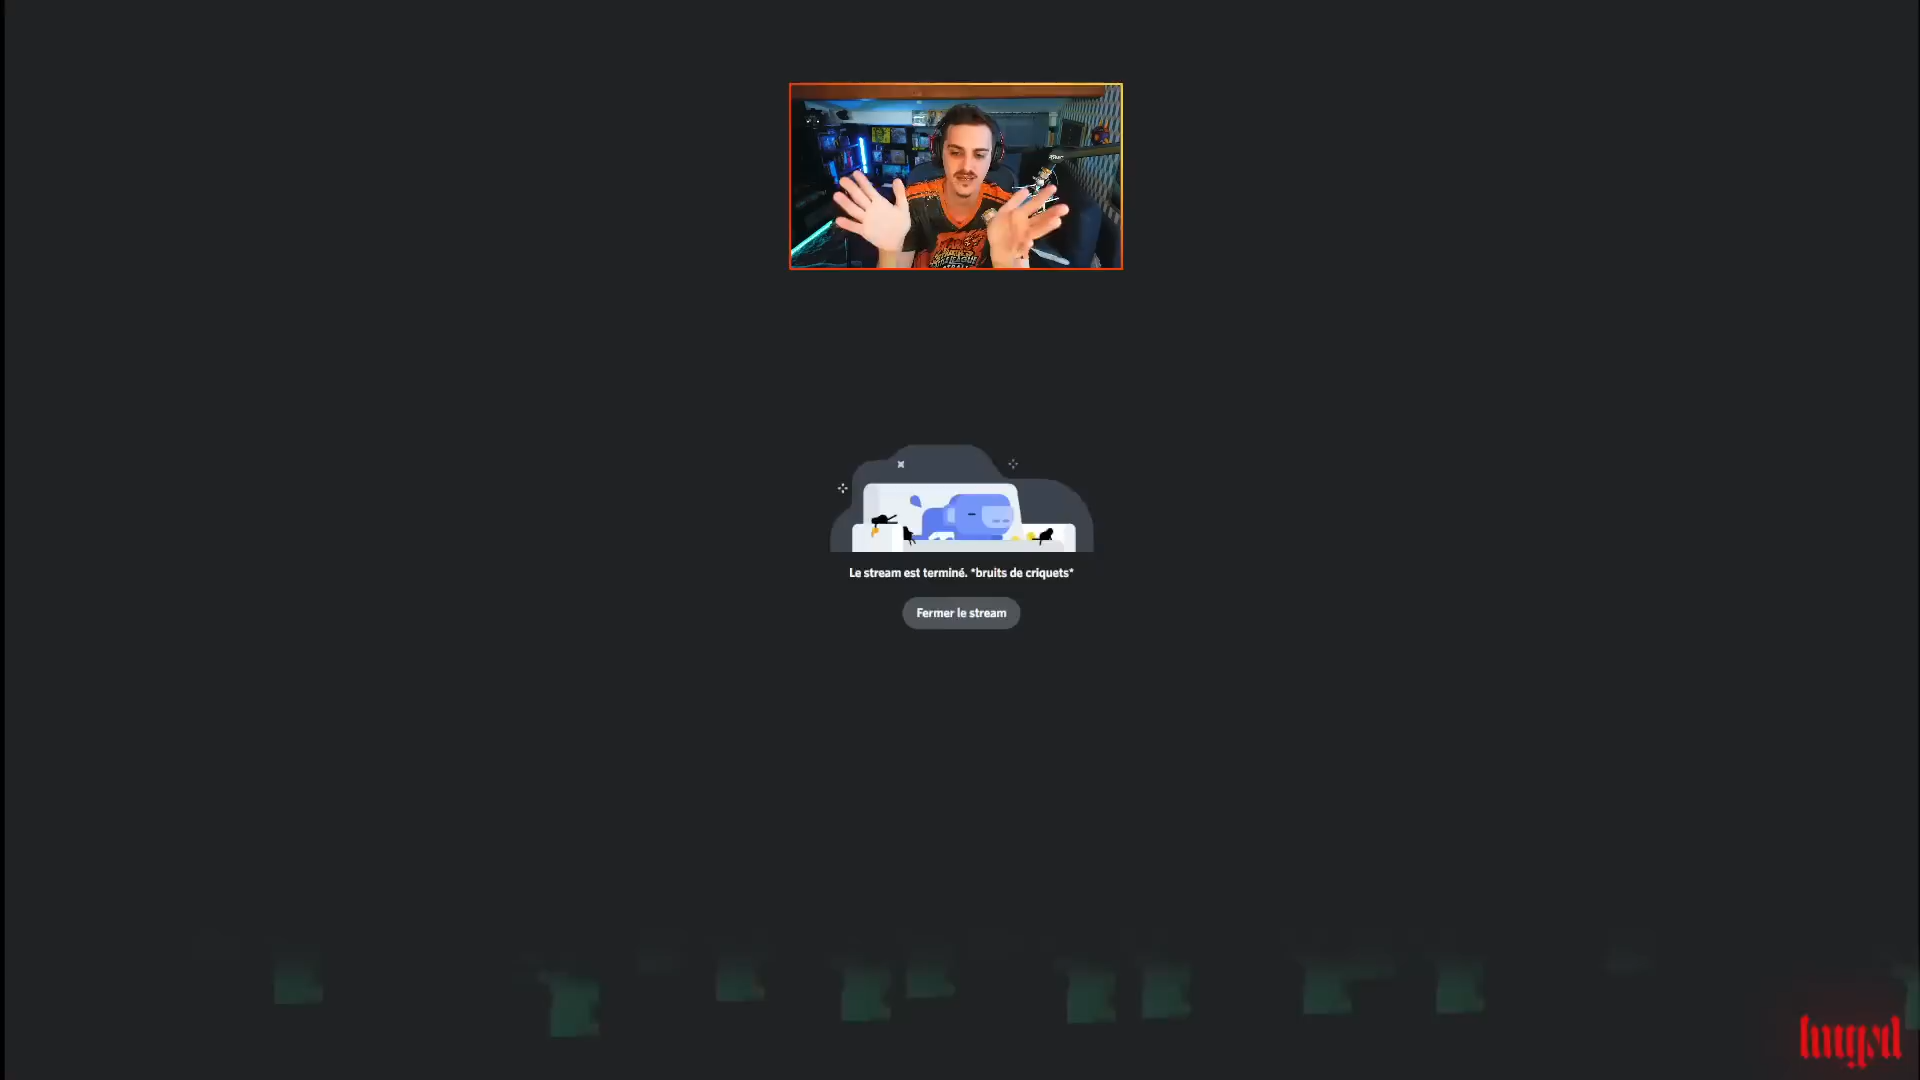 Le stream est terminé. *bruits de criquets*
Fermer le stream